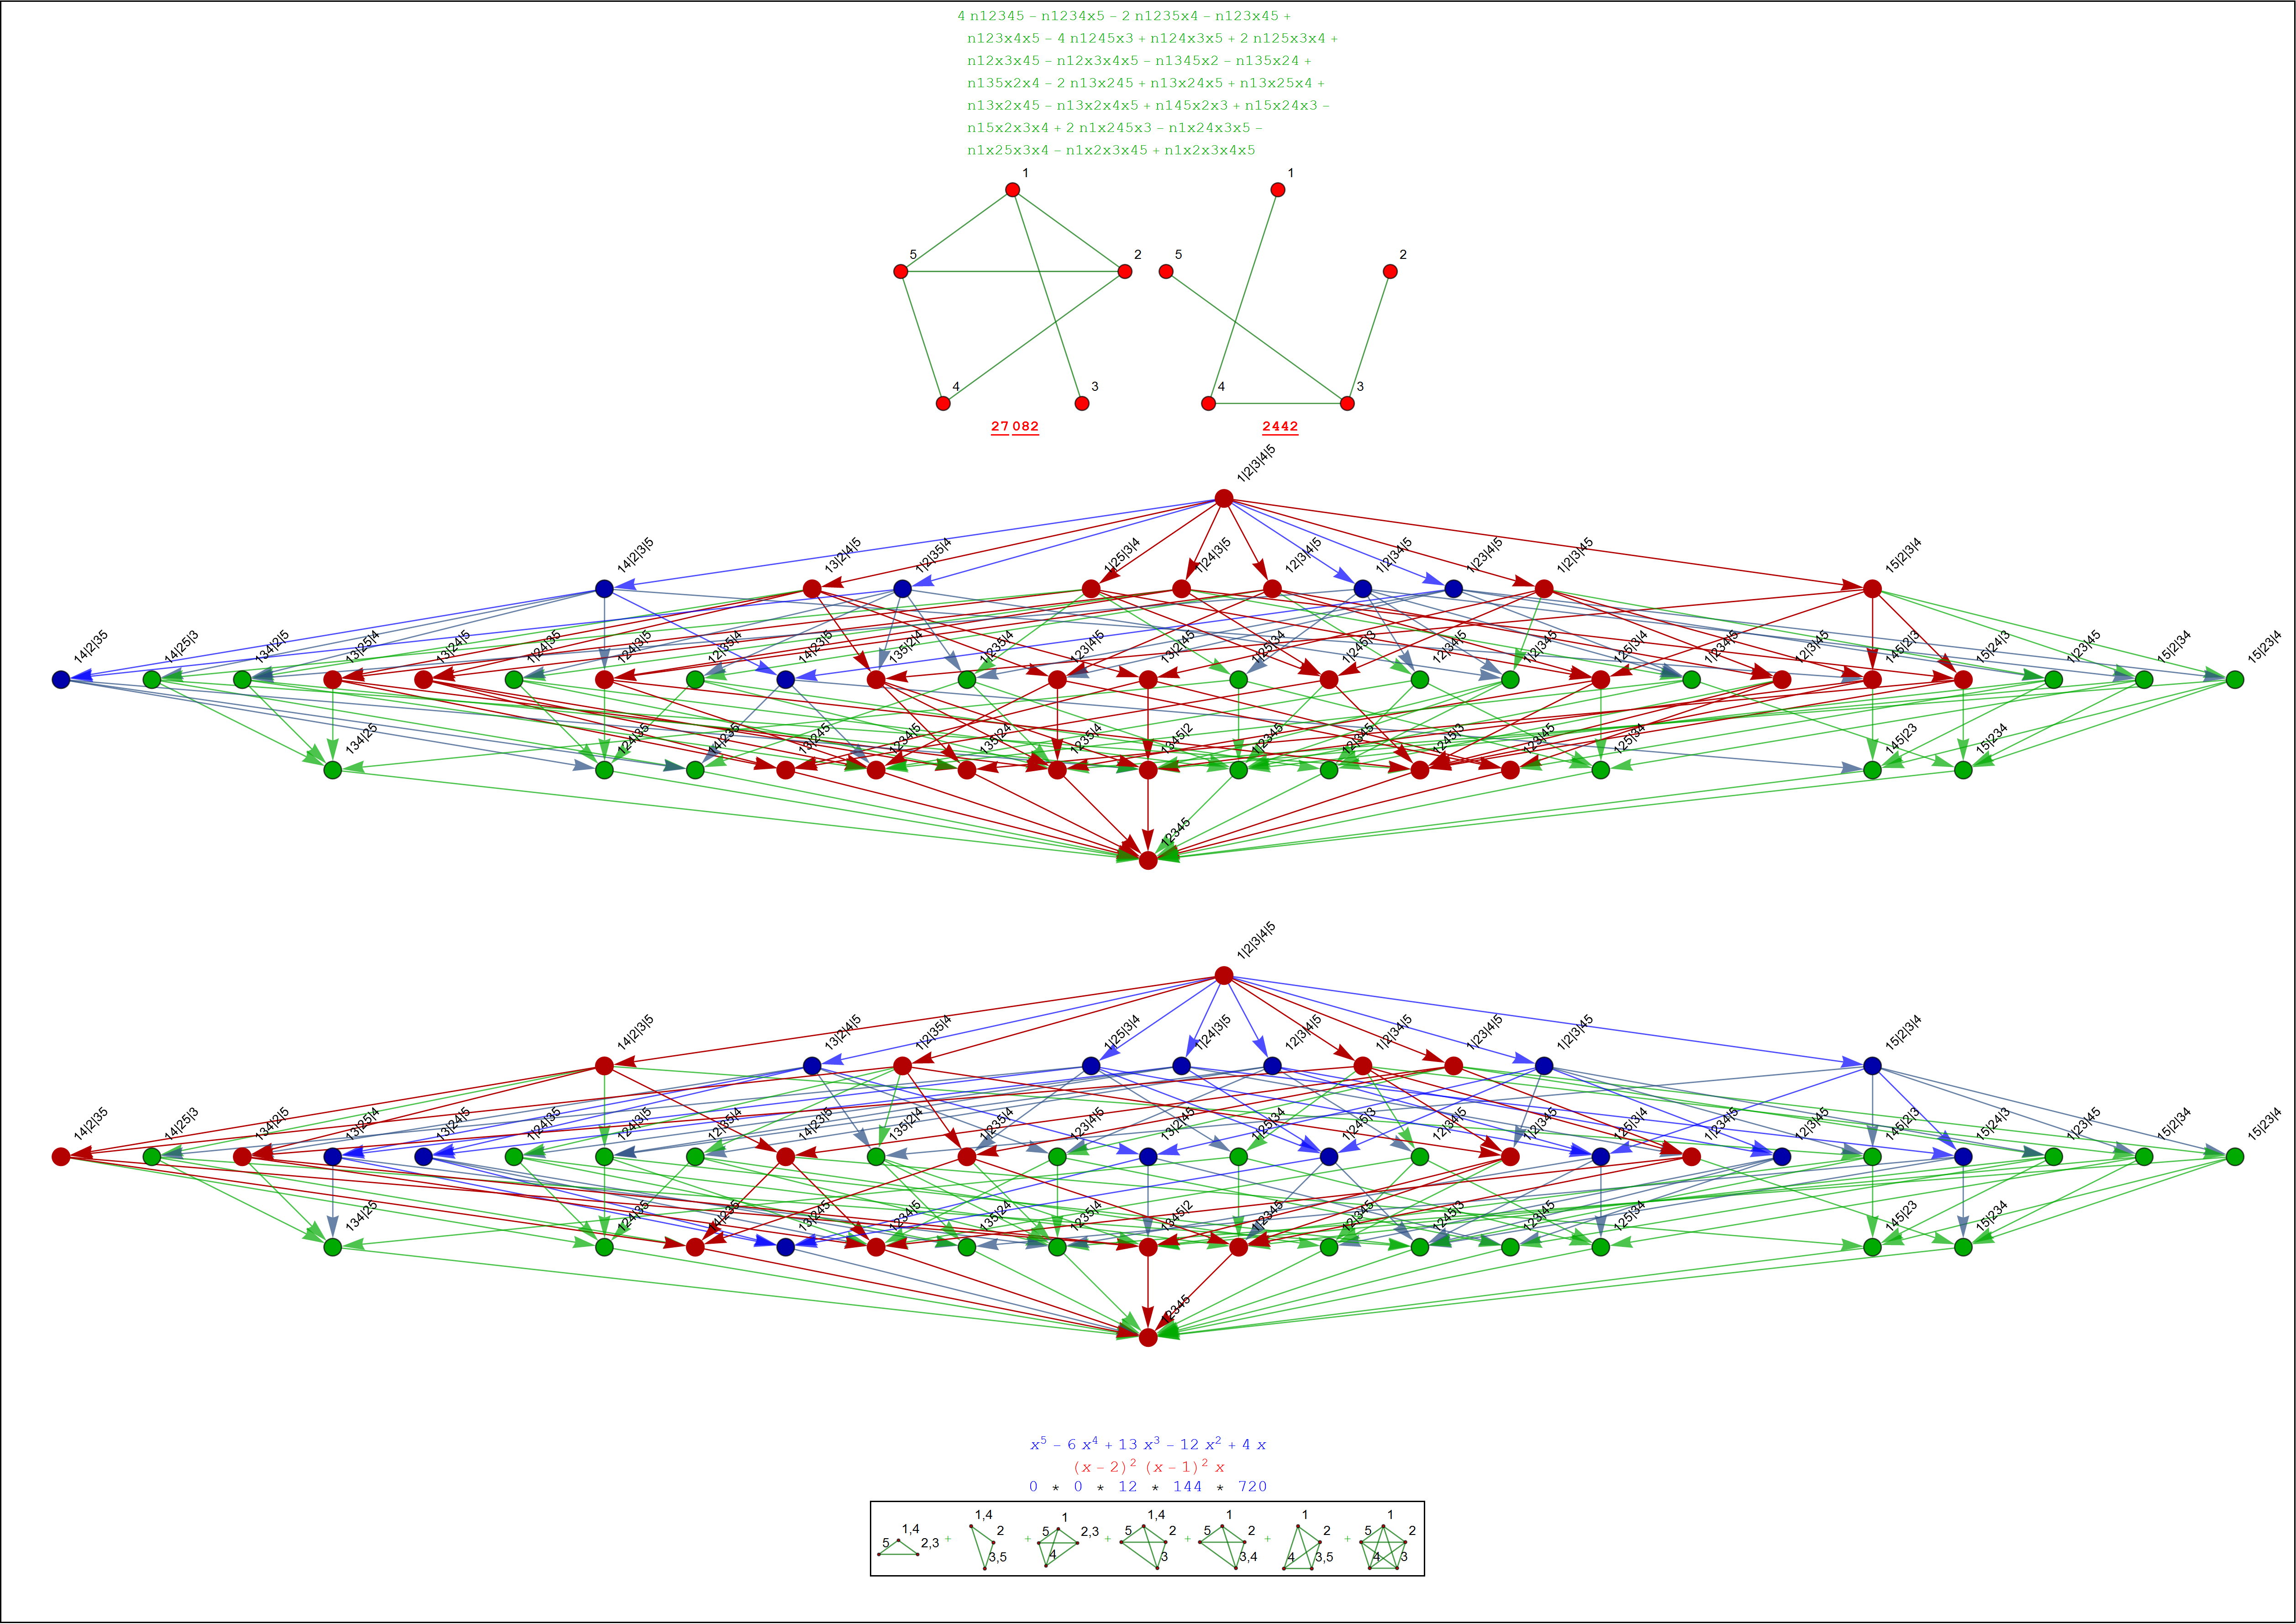 4 n12345 – n1234x5 – 2 n1235x4 – n123x45 +
n123x4x5 – 4 n1245x3 + n124x3x5 + 2 n125x3x4 +
n12x3x45 – n12x3x4x5 – n1345x2 – n135x24 +
n135x2x4 – 2 n13x245 + n13x24x5 + n13x25x4 +
n13x2x45 – n13x2x4x5 + n145x2x3 + n15x24x3 –
n15x2x3x4 + 2 n1x245x3 – n1x24x3x5 –
n1x25x3x4 – n1x2x3x45 + n1x2x3x4x5
1 1
5 2 5 2
4 3 4 3
27 082 2442
1|2|3|4|5
14|2|3|5 13|2|4|5 1|2|35|4 1|25|3|4 1|24|3|5 12|3|4|5 1|2|34|5 1|23|4|5 1|2|3|45 15|2|3|4
14|2|35 14|25|3 134|2|5 13|25|4 13|24|5 1|24|35 124|3|5 12|35|4 14|23|5 135|2|4 1|235|4 123|4|5 13|2|45 1|25|34 1|245|3 12|34|5 1|2|345 125|3|4 1|234|5 12|3|45 145|2|3 15|24|3 1|23|45 15|2|34 15|23|4
134|25 124|35 14|235 13|245 1234|5 135|24 1235|4 1345|2 1|2345 12|345 1245|3 123|45 125|34 145|23 15|234
12345
1|2|3|4|5
14|2|3|5 13|2|4|5 1|2|35|4 1|25|3|4 1|24|3|5 12|3|4|5 1|2|34|5 1|23|4|5 1|2|3|45 15|2|3|4
14|2|35 14|25|3 134|2|5 13|25|4 13|24|5 1|24|35 124|3|5 12|35|4 14|23|5 135|2|4 1|235|4 123|4|5 13|2|45 1|25|34 1|245|3 12|34|5 1|2|345 125|3|4 1|234|5 12|3|45 145|2|3 15|24|3 1|23|45 15|2|34 15|23|4
134|25 124|35 14|235 13|245 1234|5 135|24 1235|4 1345|2 1|2345 12|345 1245|3 123|45 125|34 145|23 15|234
12345
x⁵ – 6 x⁴ + 13 x³ – 12 x² + 4 x
(x – 2)² (x – 1)² x
0 * 0 * 12 * 144 * 720
1,4 5 2,3 + 1,4 2 3,5 + 1 5 2,3 4 + 1,4 5 2 3 + 1 5 2 3,4 + 1 2 4 3,5 + 1 5 2 4 3